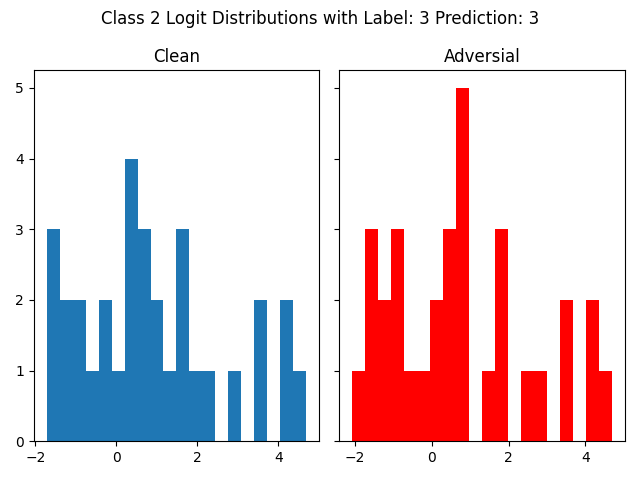 Class 2 Logit Distributions with Label: 3 Prediction: 3
Clean
Adversial
5
4
3
2
1
0
−2 0 2 4
−2 0 2 4